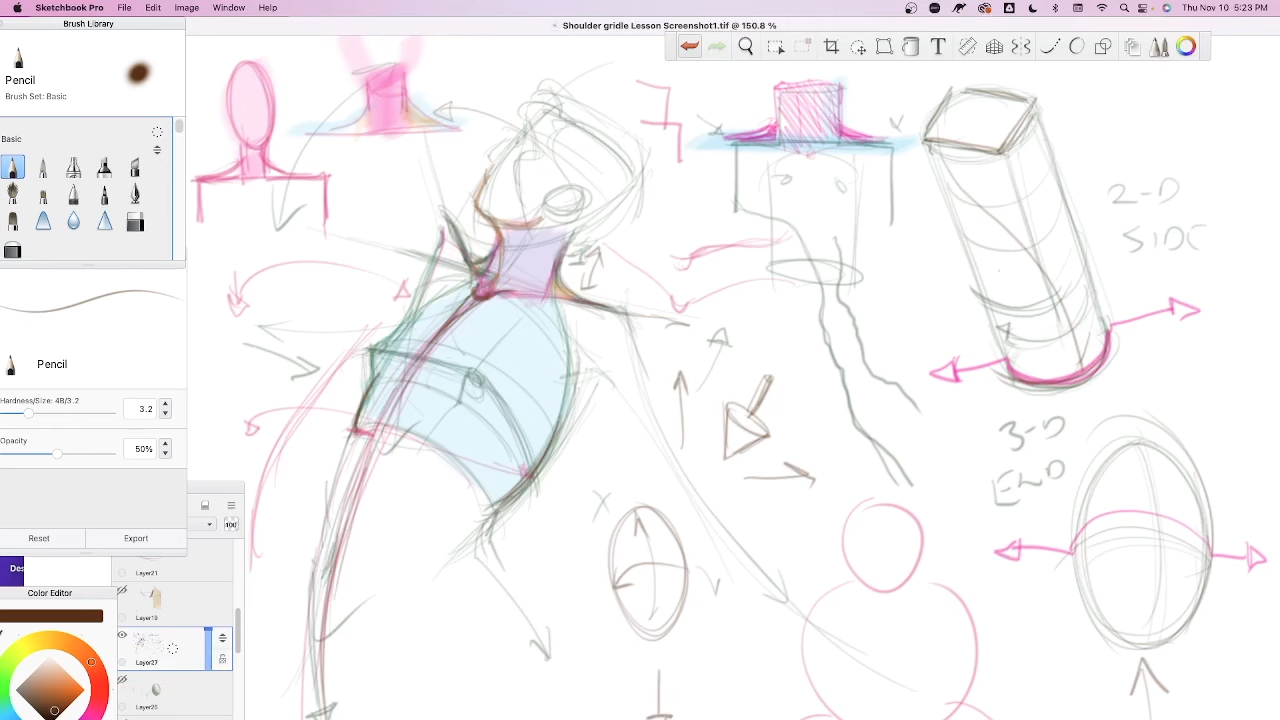 Sketchbook Pro File Edit Image Window Help Thu Nov 10 5:23 PM
Brush Library
Shoulder gridle Lesson Screenshot1.tif @ 150.8 %
Pencil
Brush Set: Basic
Basic
Pencil
Hardness/Size: 4B/3.2
3.2
Opacity
50%
Reset Export
Des
Layer21
Color Editor
Layer19
Layer27
2-D
SIDE
3-D
END
X